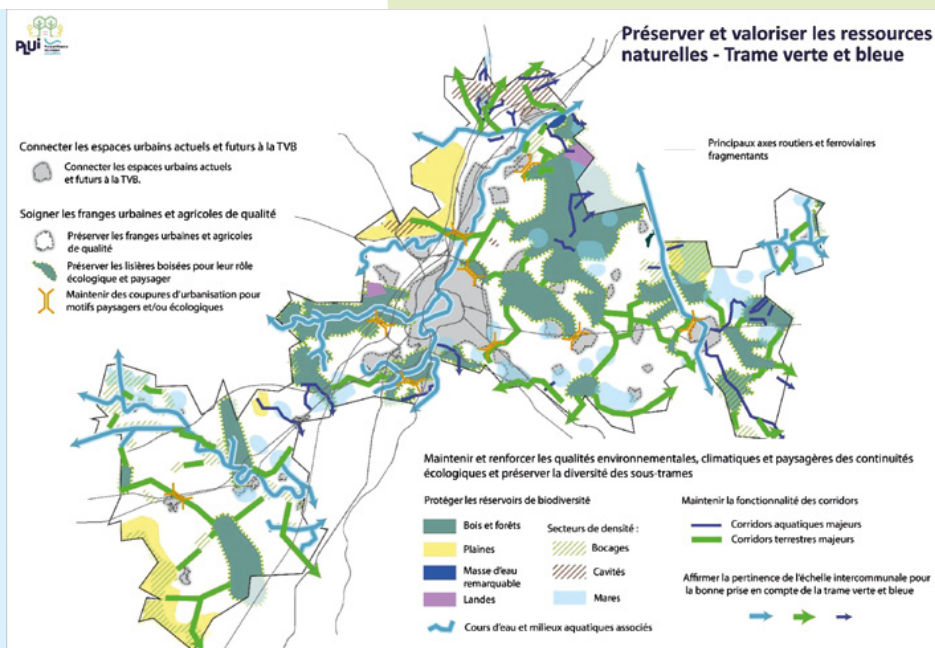 PLUi
Préserver et valoriser les ressources
naturelles - Trame verte et bleue
Connecter les espaces urbains actuels et futurs à la TVB
Connecter les espaces urbains actuels
et futurs à la TVB.
Soigner les franges urbaines et agricoles de qualité
Préserver les franges urbaines et agricoles
de qualité
Préserver les lisières boisées pour leur rôle
écologique et paysager
Maintenir des coupures d'urbanisation pour
motifs paysagers et/ou écologiques
Principaux axes routiers et ferroviaires
fragmentants
Maintenir et renforcer les qualités environnementales, climatiques et paysagères des continuités
écologiques et préserver la diversité des sous-trames
Protéger les réservoirs de biodiversité
Bois et forêts
Plaines
Masse d'eau
remarquable
Landes
Cours d'eau et milieux aquatiques associés
Secteurs de densité :
Bocages
Cavités
Mares
Maintenir la fonctionnalité des corridors
Corridors aquatiques majeurs
Corridors terrestres majeurs
Affirmer la pertinence de l'échelle intercommunale pour
la bonne prise en compte de la trame verte et bleue